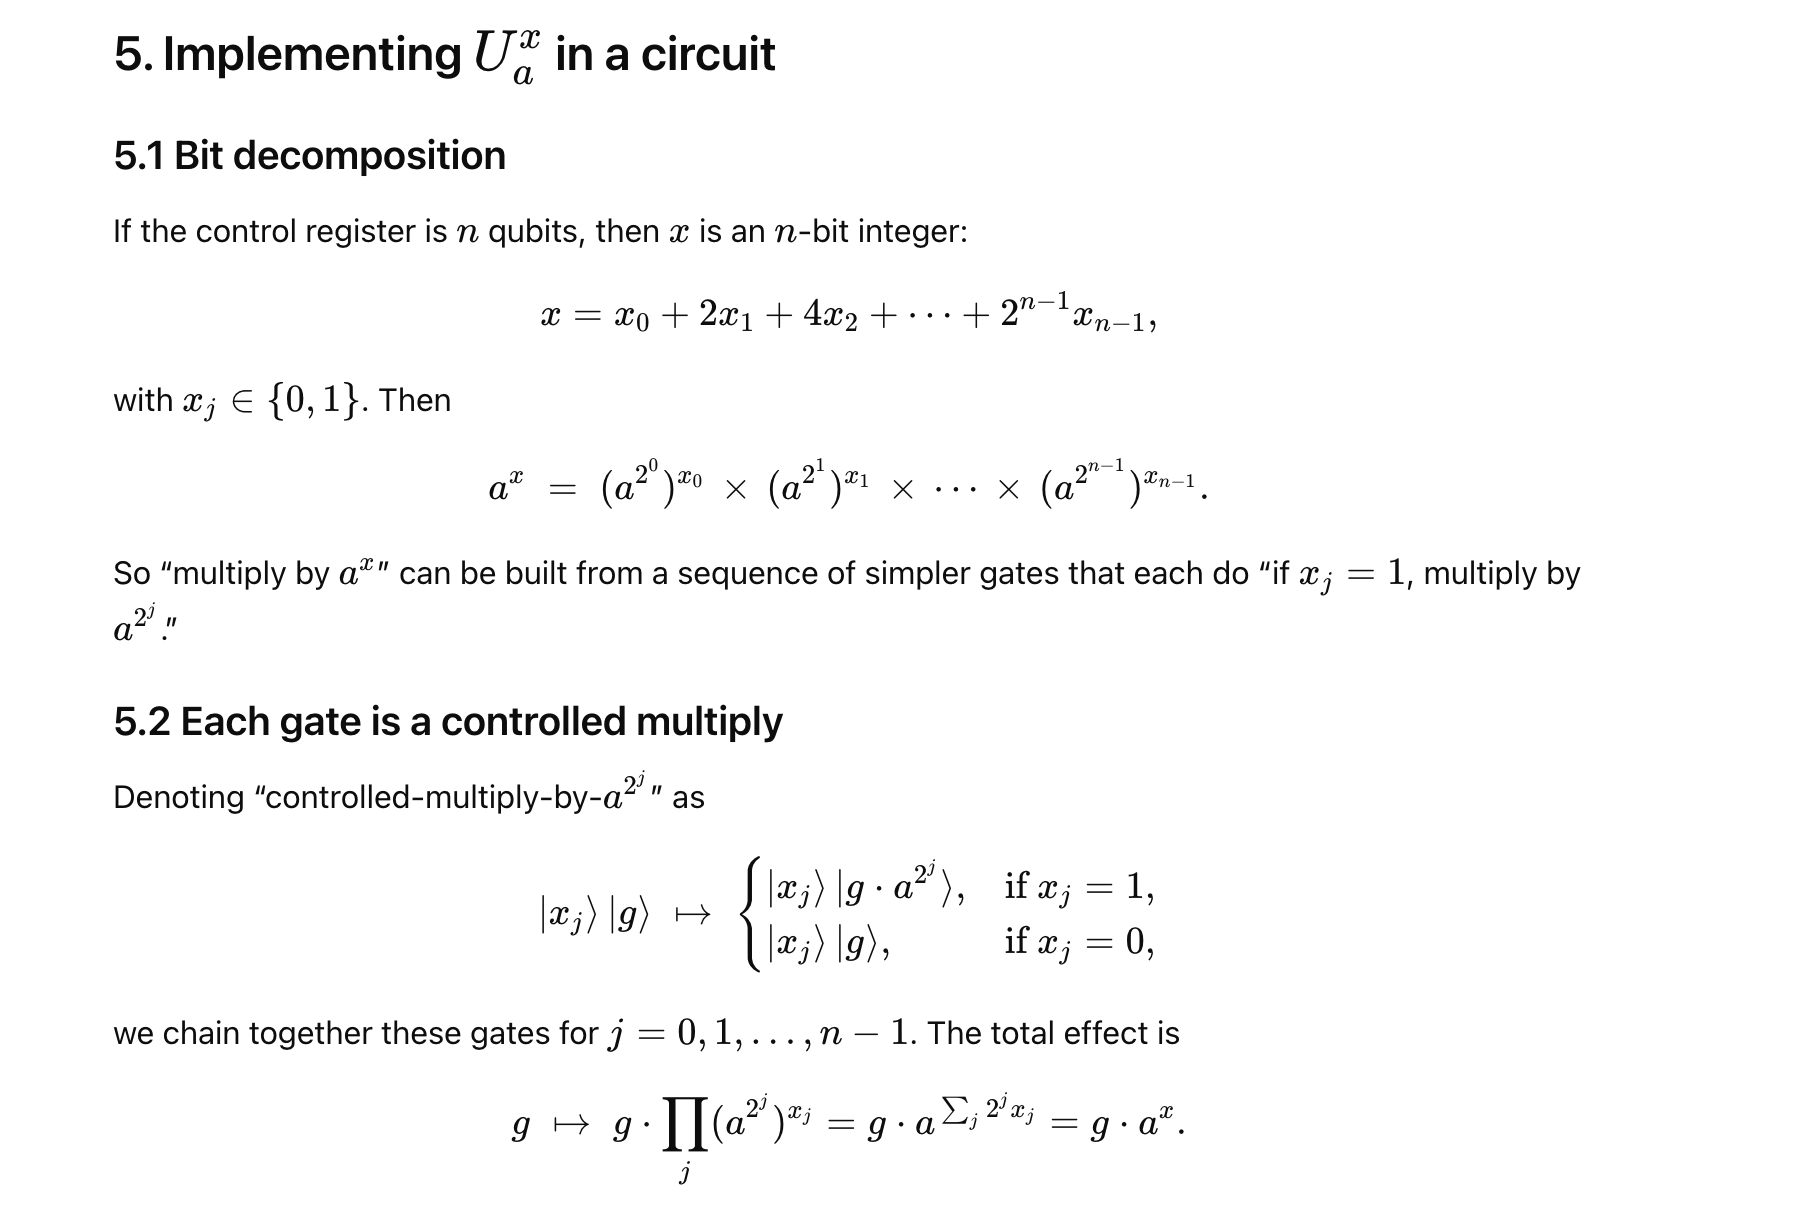 5. Implementing $U_a^x$ in a circuit
5.1 Bit decomposition
If the control register is $n$ qubits, then $x$ is an $n$-bit integer:
$x = x_0 + 2x_1 + 4x_2 + \cdots + 2^{n-1}x_{n-1},$
with $x_j \in \{0, 1\}$. Then
$a^x = (a^{2^0})^{x_0} \times (a^{2^1})^{x_1} \times \cdots \times (a^{2^{n-1}})^{x_{n-1}}.$
So “multiply by $a^x$” can be built from a sequence of simpler gates that each do “if $x_j = 1$, multiply by
$a^{2^j}$.”
5.2 Each gate is a controlled multiply
Denoting “controlled-multiply-by-$a^{2^j}$” as
$|x_j\rangle |g\rangle \mapsto \begin{cases} |x_j\rangle |g \cdot a^{2^j}\rangle, & \text{if } x_j = 1, \\ |x_j\rangle |g\rangle, & \text{if } x_j = 0, \end{cases}$
we chain together these gates for $j = 0, 1, \ldots, n - 1$. The total effect is
$g \mapsto g \cdot \prod_j (a^{2^j})^{x_j} = g \cdot a^{\sum_j 2^j x_j} = g \cdot a^x.$